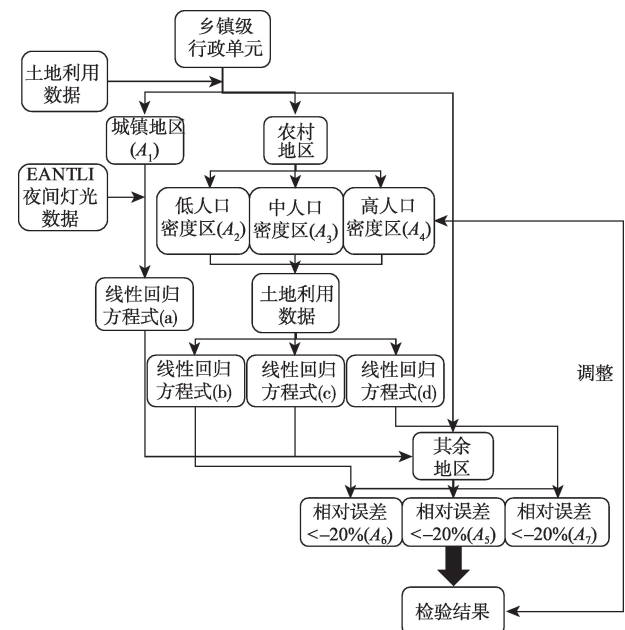 乡镇级
行政单元
土地利用
数据
城镇地区
(A₁)
农村
地区
EANTLI
夜间灯光
数据
低人口
密度区(A₂)
中人口
密度区(A₃)
高人口
密度区(A₄)
线性回归
方程式(a)
土地利用
数据
线性回归
方程式(b)
线性回归
方程式(c)
线性回归
方程式(d)
调整
其余
地区
相对误差
<-20%(A₆)
相对误差
<-20%(A₅)
相对误差
<-20%(A₇)
检验结果